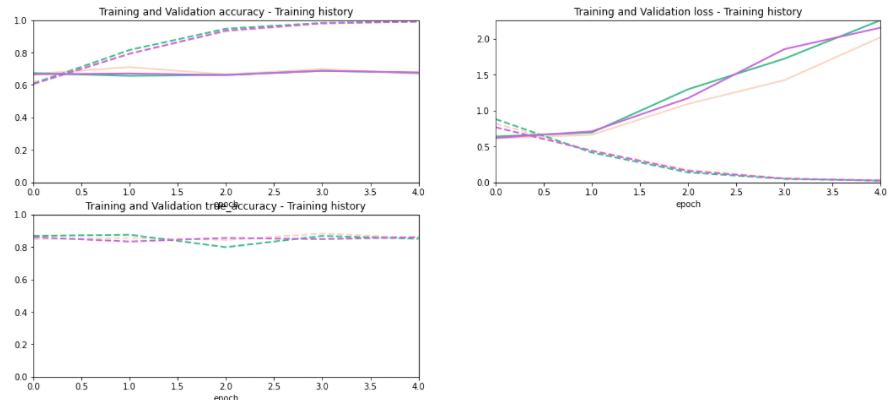 Training and Validation accuracy - Training history
1.0
0.8
0.6
0.4
0.2
0.0
0.0 0.5 1.0 1.5 2.0 2.5 3.0 3.5 4.0
epoch
Training and Validation loss - Training history
2.0
1.5
1.0
0.5
0.0
0.0 0.5 1.0 1.5 2.0 2.5 3.0 3.5 4.0
epoch
Training and Validation true_accuracy - Training history
1.0
0.8
0.6
0.4
0.2
0.0
0.0 0.5 1.0 1.5 2.0 2.5 3.0 3.5 4.0
epoch